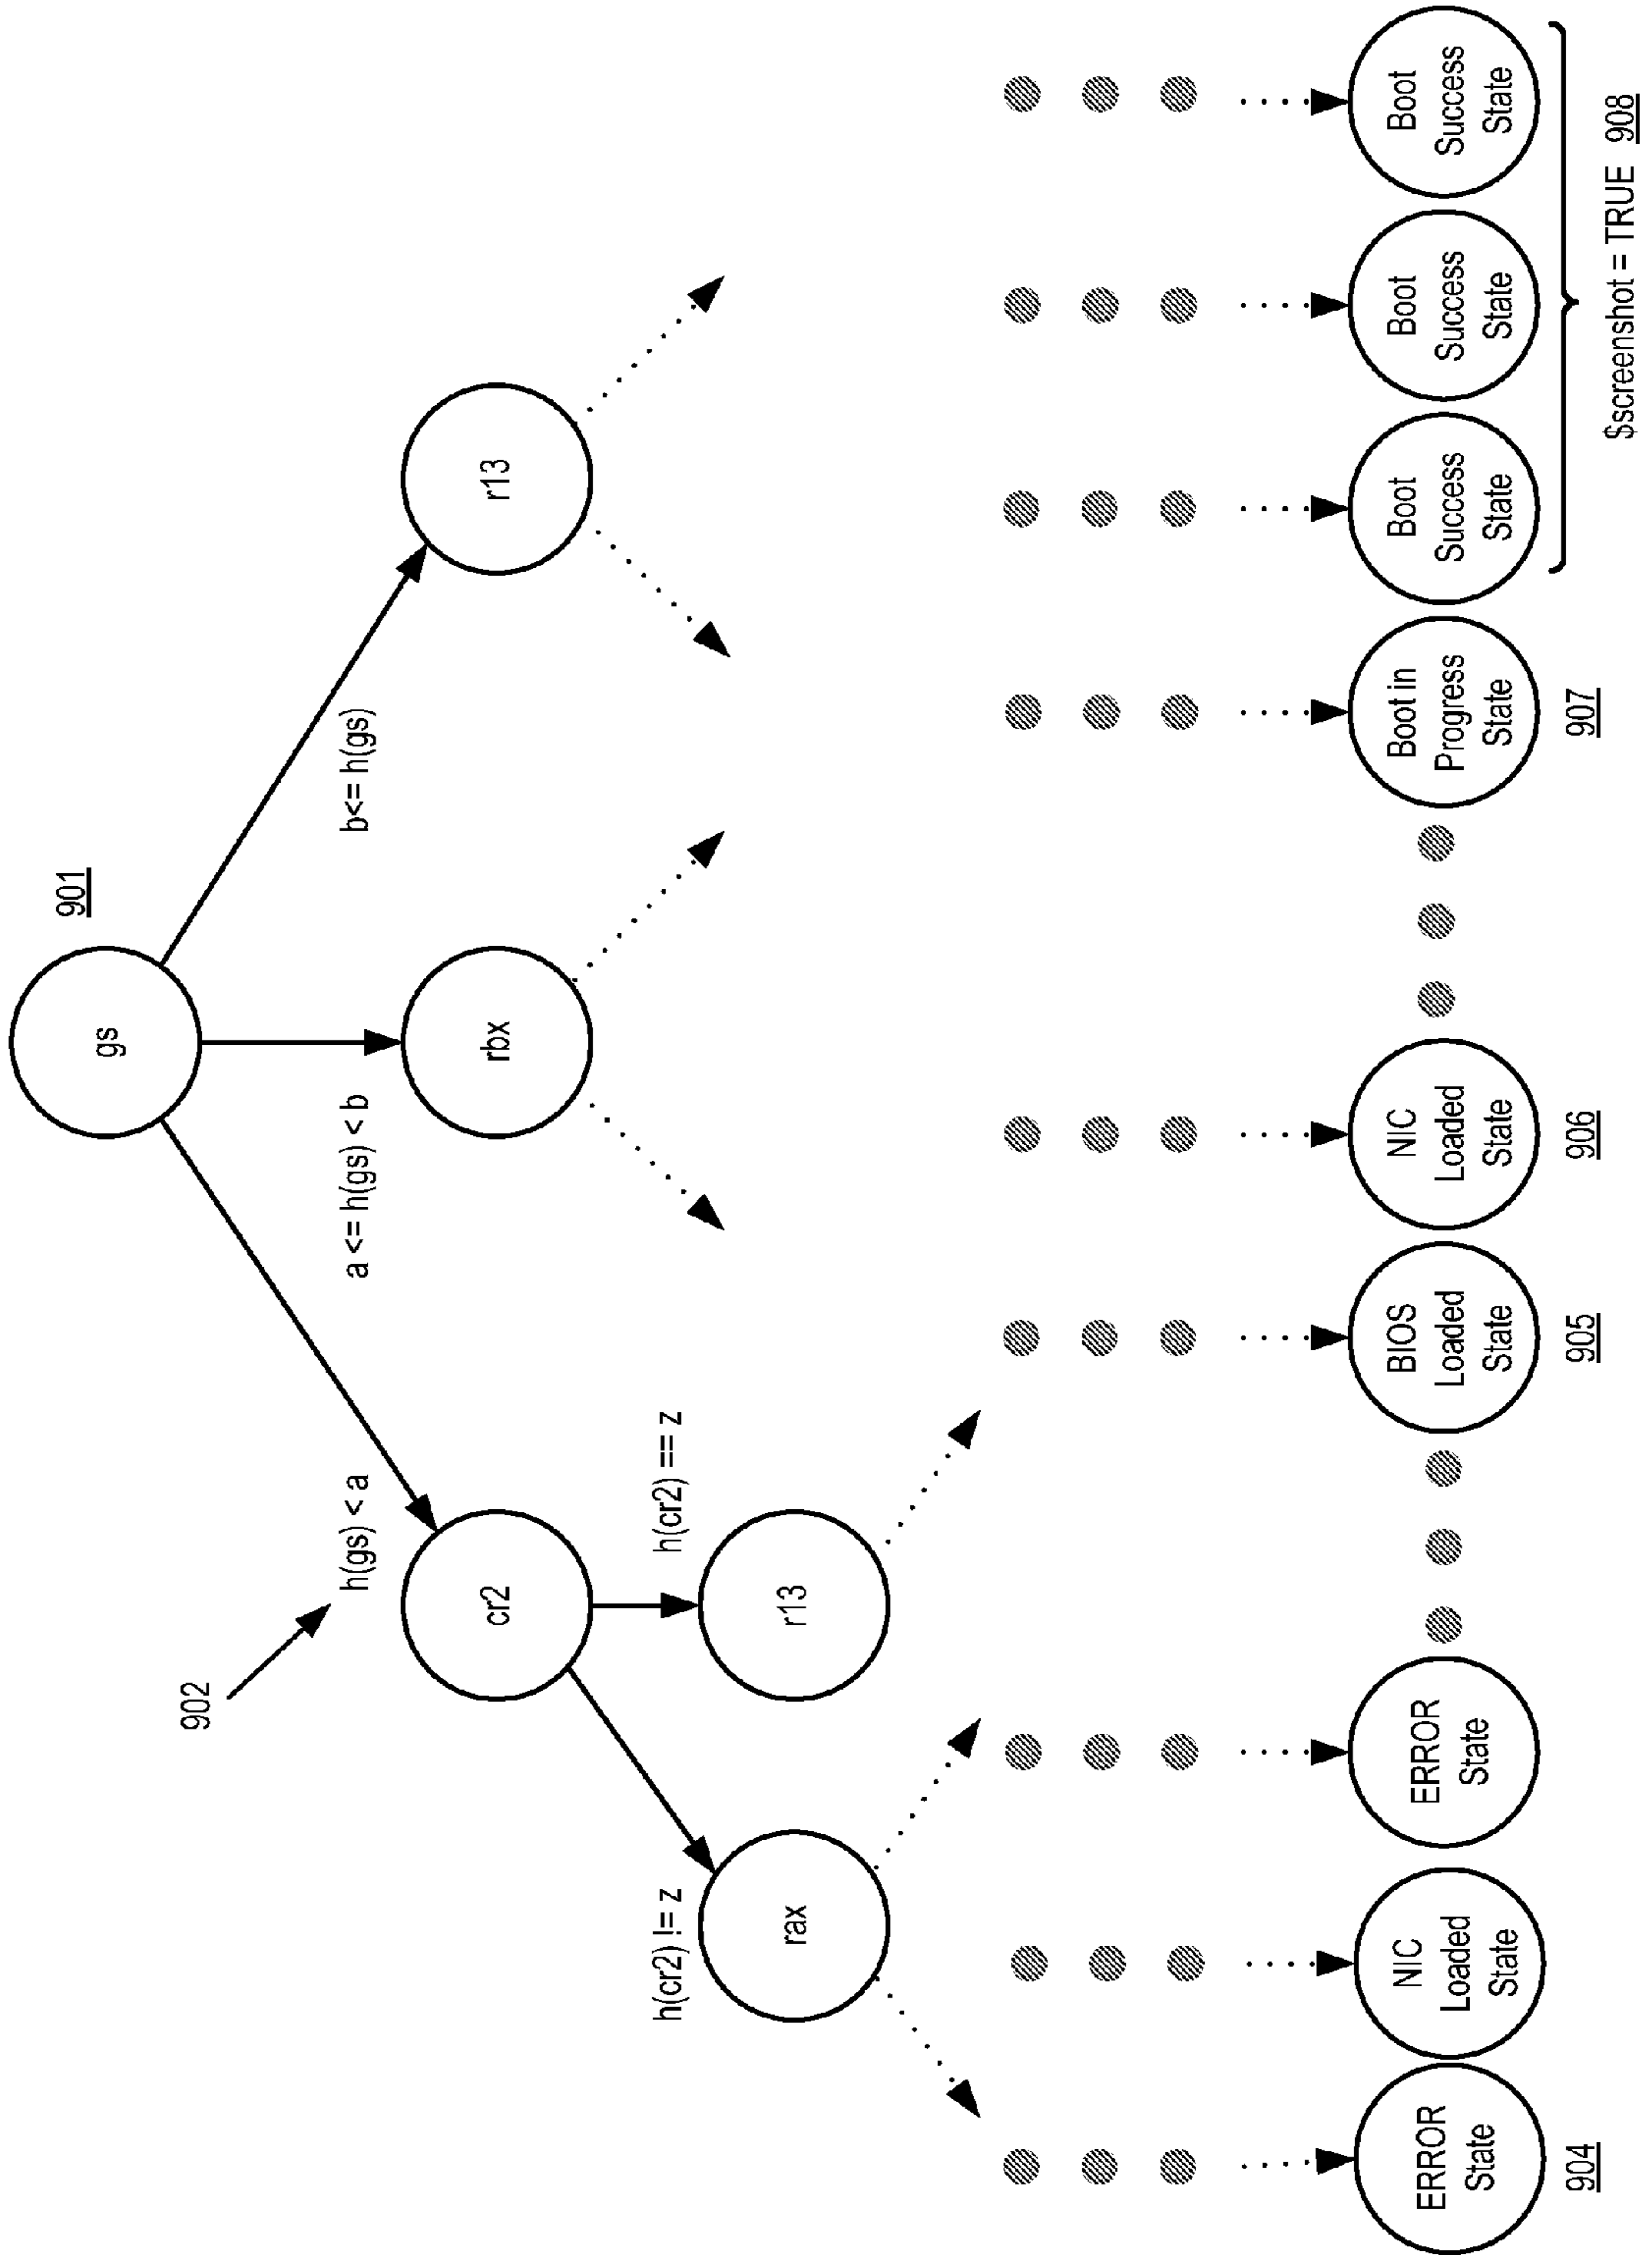 901
gs
902
h(gs) < a
a <= h(gs) < b
b<= h(gs)
cr2
rbx
r13
h(cr2) != z
h(cr2) == z
rax
r13
ERROR
State
NIC
Loaded
State
ERROR
State
BIOS
Loaded
State
NIC
Loaded
State
Boot in
Progress
State
Boot
Success
State
Boot
Success
State
Boot
Success
State
904
905
906
907
$screenshot = TRUE 908